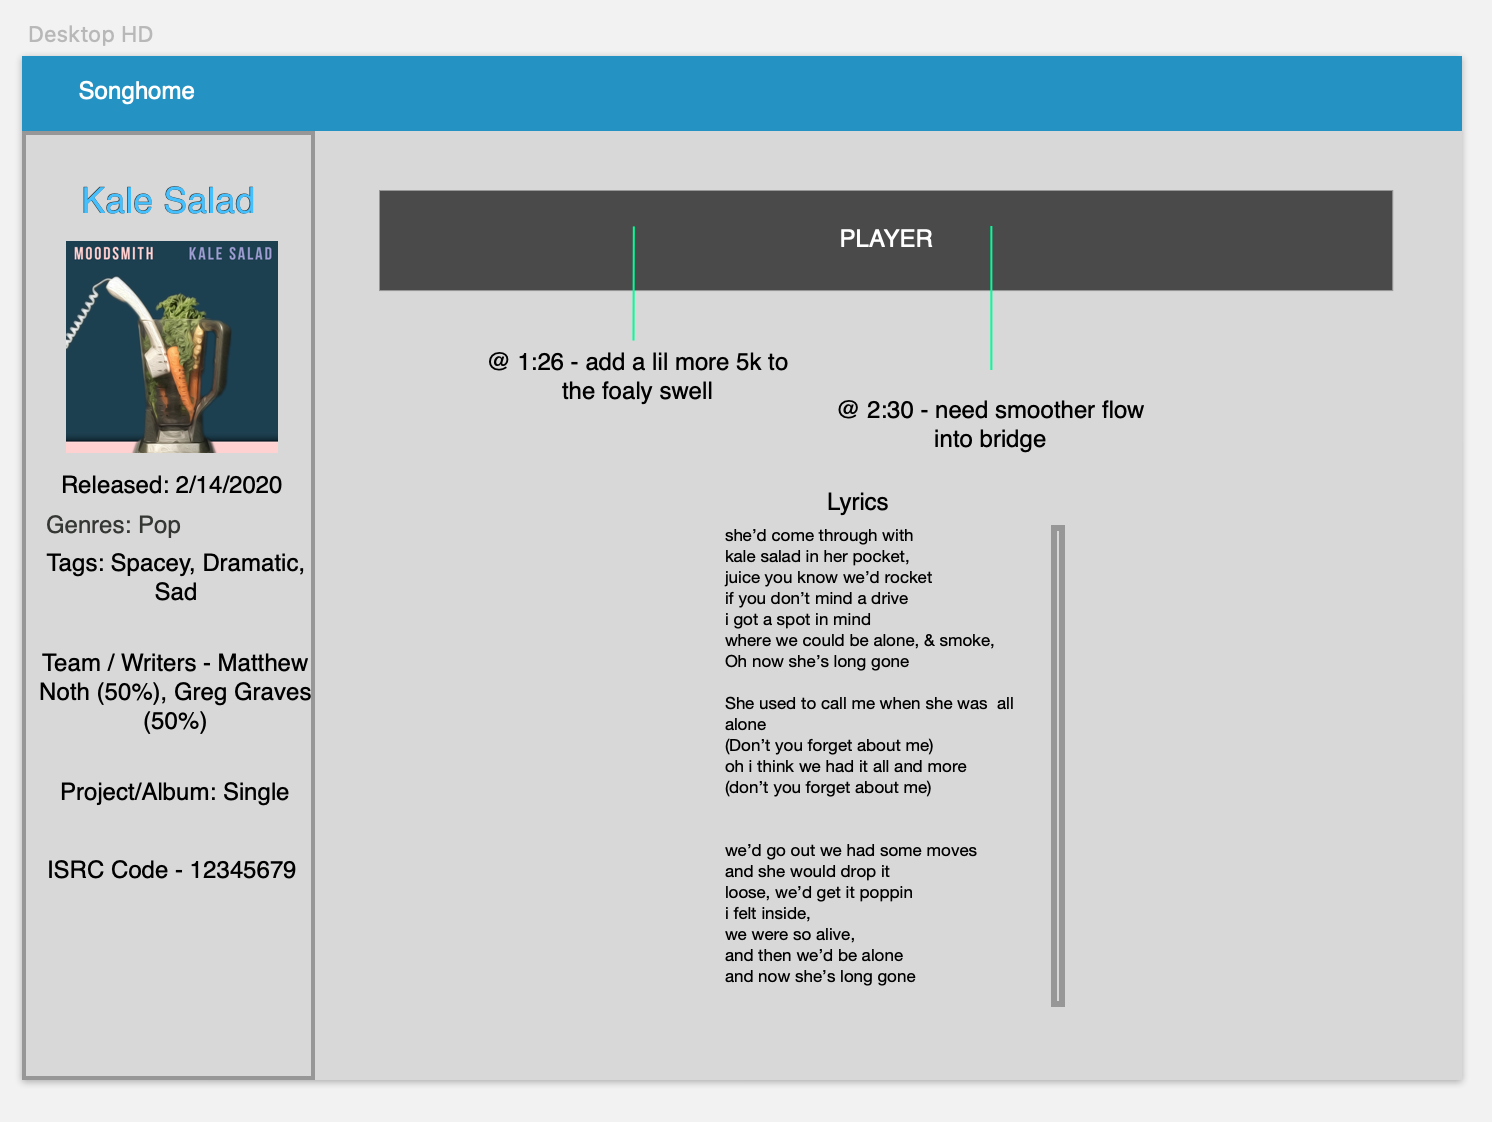 Desktop HD
Songhome
Kale Salad
MOODSMITH KALE SALAD
Released: 2/14/2020
Genres: Pop
Tags: Spacey, Dramatic,
Sad
Team / Writers - Matthew
Noth (50%), Greg Graves
(50%)
Project/Album: Single
ISRC Code - 12345679
PLAYER
@ 1:26 - add a lil more 5k to
the foaly swell
@ 2:30 - need smoother flow
into bridge
Lyrics
she’d come through with
kale salad in her pocket,
juice you know we’d rocket
if you don’t mind a drive
i got a spot in mind
where we could be alone, & smoke,
Oh now she’s long gone
She used to call me when she was  all
alone
(Don’t you forget about me)
oh i think we had it all and more
(don’t you forget about me)
we’d go out we had some moves
and she would drop it
loose, we’d get it poppin
i felt inside,
we were so alive,
and then we’d be alone
and now she’s long gone